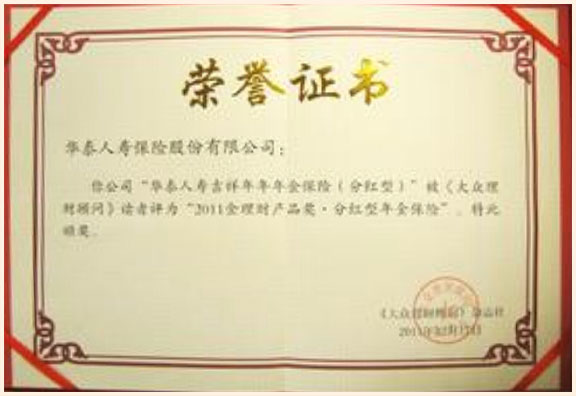 荣誉证书
华泰人寿保险股份有限公司：
你公司“华泰人寿吉祥年年年金保险（分红型）”被《大众理
财顾问》读者评为“2011金理财产品奖·分红型年金保险”。特此
颁奖。
《大众理财顾问》杂志社
2011年12月17日